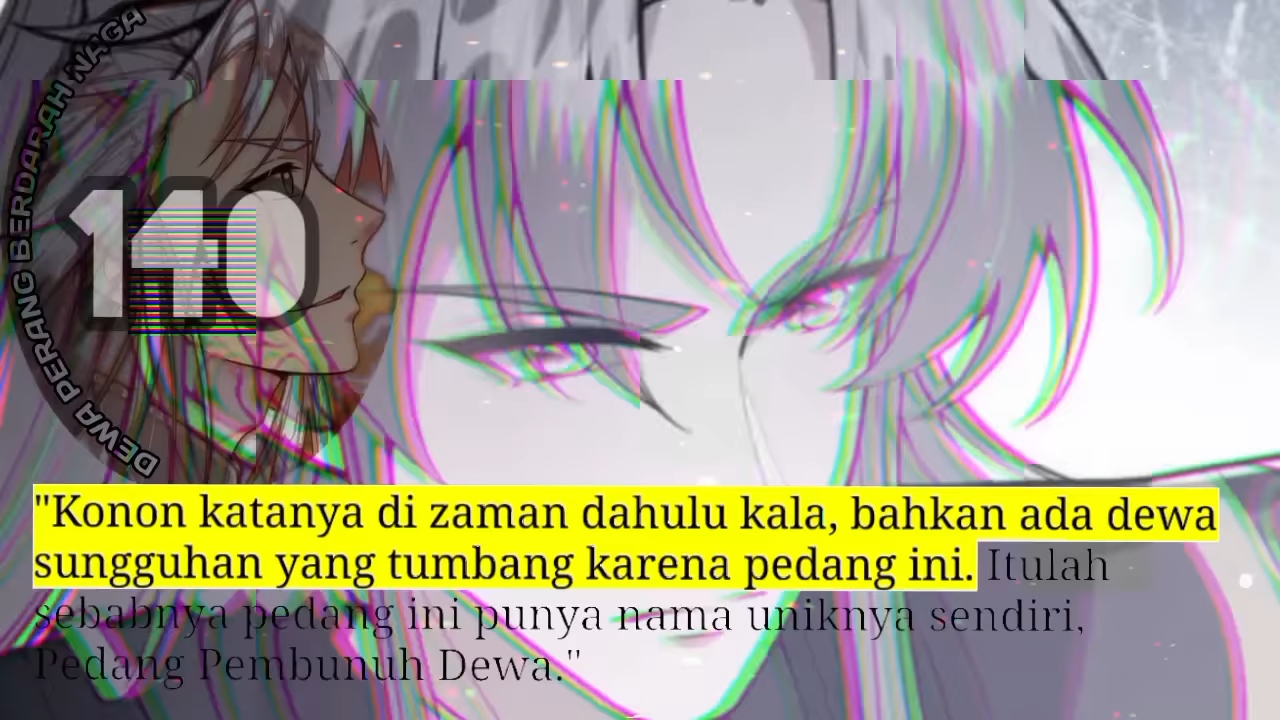 DEWA PERANG BERDARAH NAGA
110
"Konon katanya di zaman dahulu kala, bahkan ada dewa
sungguhan yang tumbang karena pedang ini. Itulah
sebabnya pedang ini punya nama uniknya sendiri,
'Pedang Pembunuh Dewa."